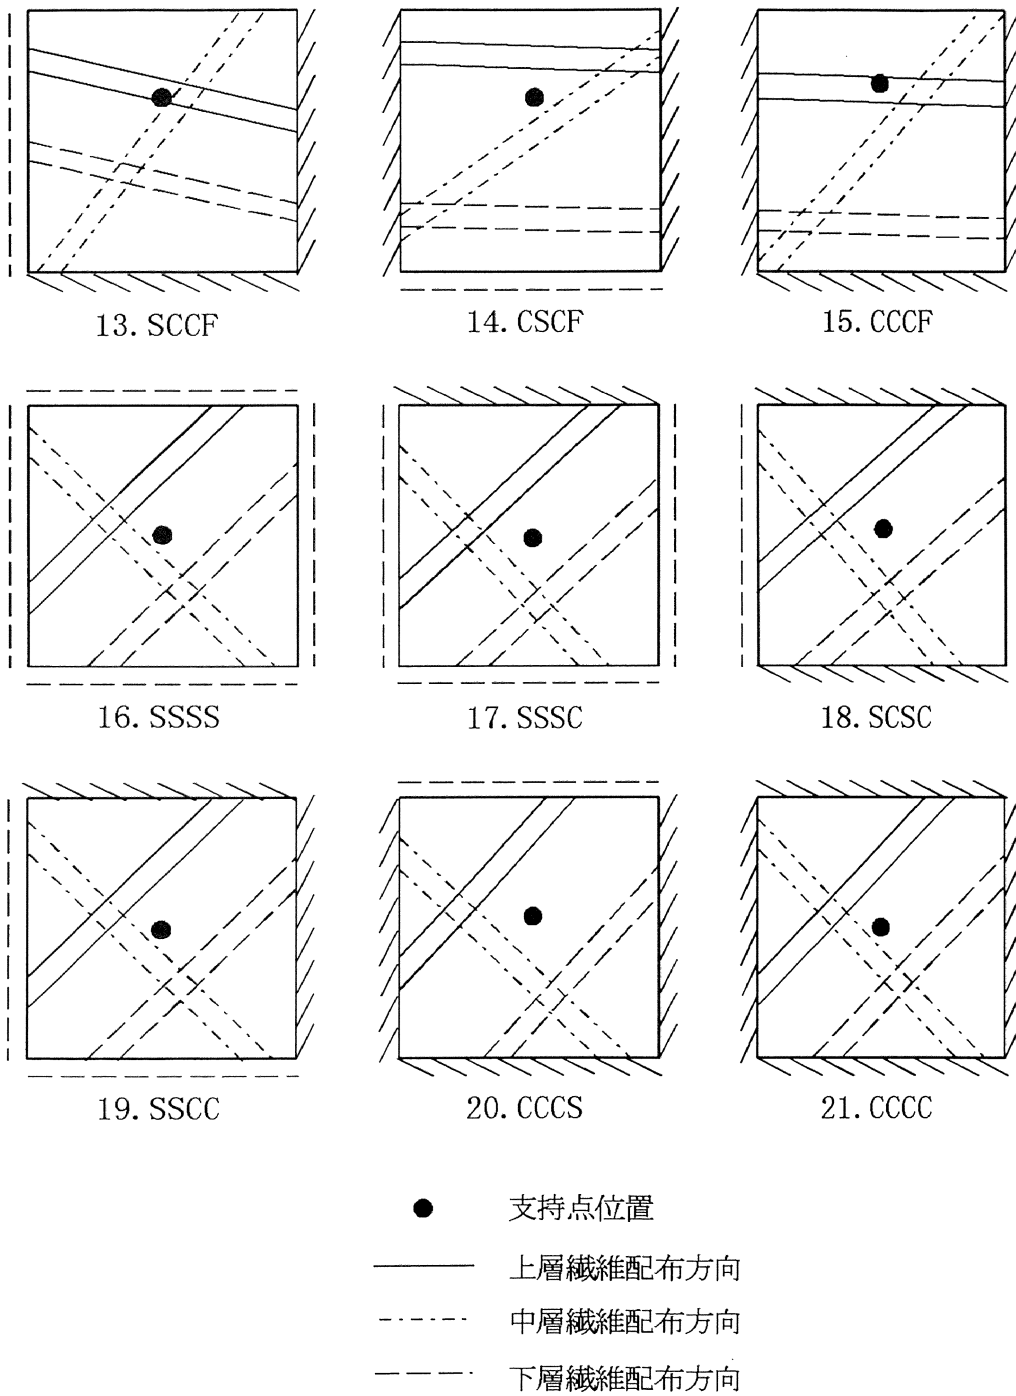 13. SCCF
14. CSCF
15. CCCF
16. SSSS
17. SSSC
18. SCSC
19. SSCC
20. CCCS
21. CCCC
支持点位置
上層繊維配布方向
中層繊維配布方向
下層繊維配布方向